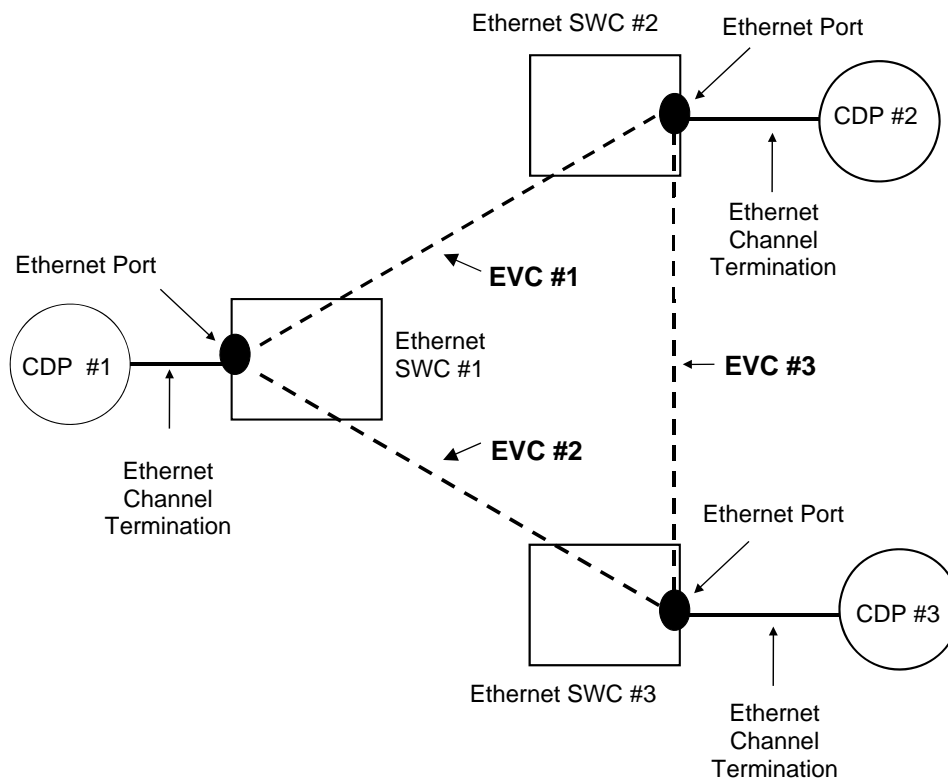 Ethernet SWC #2
Ethernet Port
CDP #2
Ethernet
Channel
Termination
Ethernet Port
EVC #1
CDP #1
Ethernet
SWC #1
EVC #3
EVC #2
Ethernet
Channel
Termination
Ethernet Port
CDP #3
Ethernet SWC #3
Ethernet
Channel
Termination